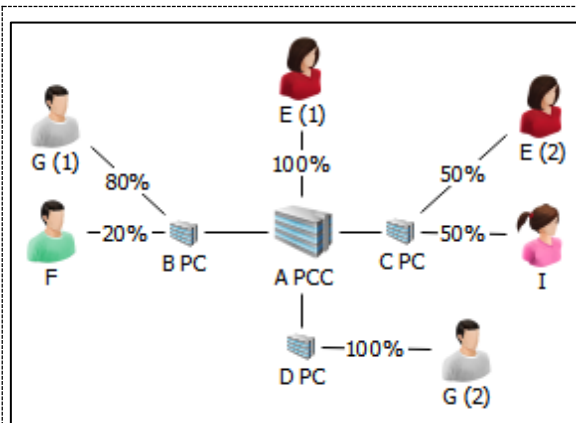 E (1)
G (1)
E (2)
100%
80%
50%
20%
50%
F
B PC
A PCC
C PC
I
D PC
100%
G (2)